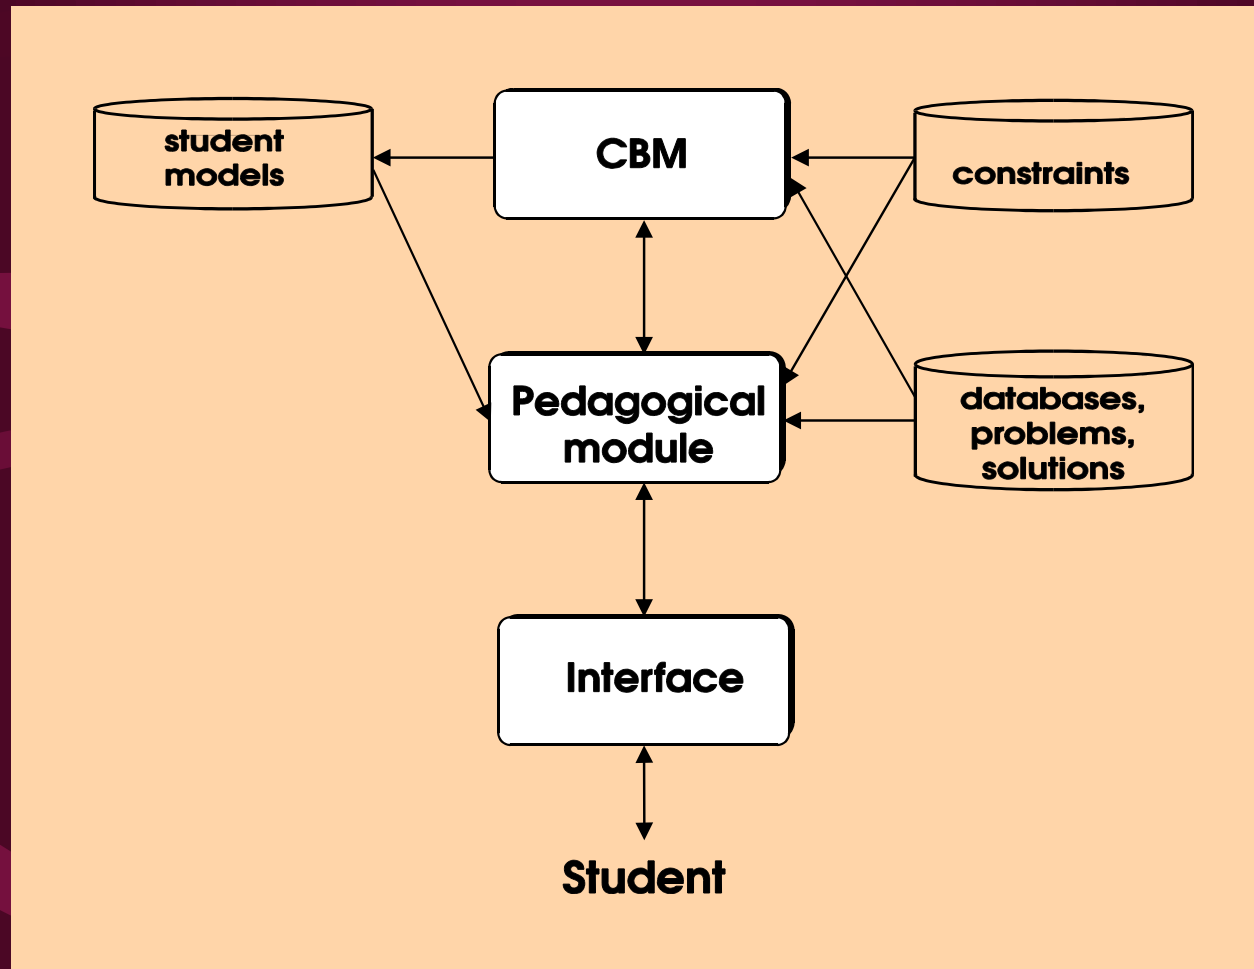 student
models
CBM
constraints
Pedagogical
module
databases,
problems,
solutions
Interface
Student